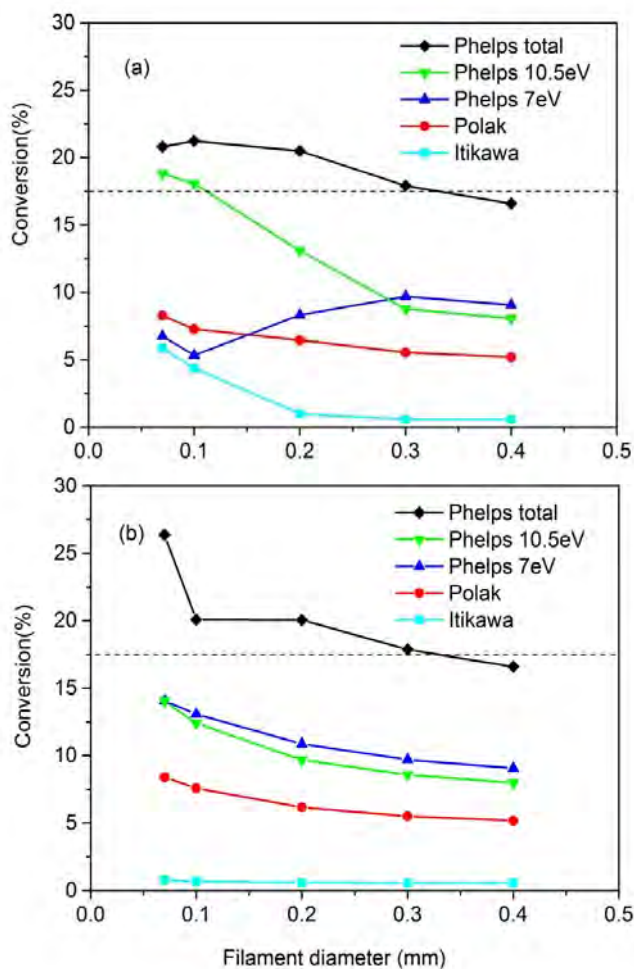 30
25
20
15
10
5
0
Conversion(%)
(a)
Phelps total
Phelps 10.5eV
Phelps 7eV
Polak
Itikawa
0.0 0.1 0.2 0.3 0.4 0.5
30
25
20
15
10
5
0
Conversion(%)
(b)
Phelps total
Phelps 10.5eV
Phelps 7eV
Polak
Itikawa
0.0 0.1 0.2 0.3 0.4 0.5
Filament diameter (mm)